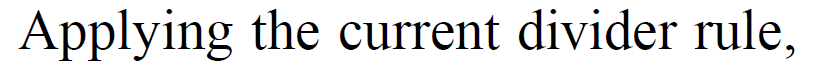 Applying the current divider rule,